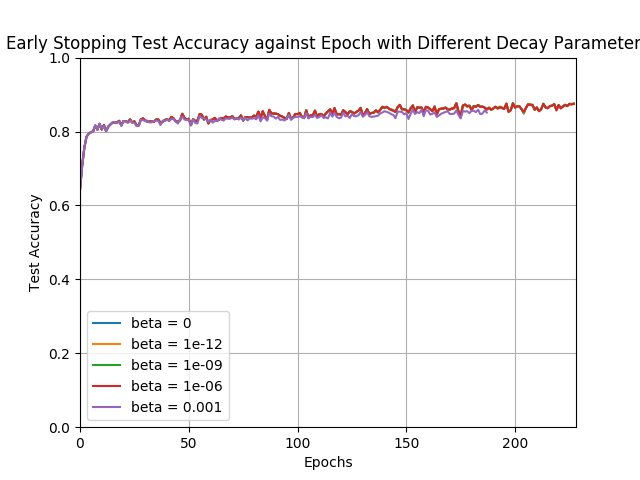 Early Stopping Test Accuracy against Epoch with Different Decay Parameter
1.0
0.8
0.6
0.4
0.2
0.0
Test Accuracy
beta = 0
beta = 1e-12
beta = 1e-09
beta = 1e-06
beta = 0.001
0 50 100 150 200
Epochs